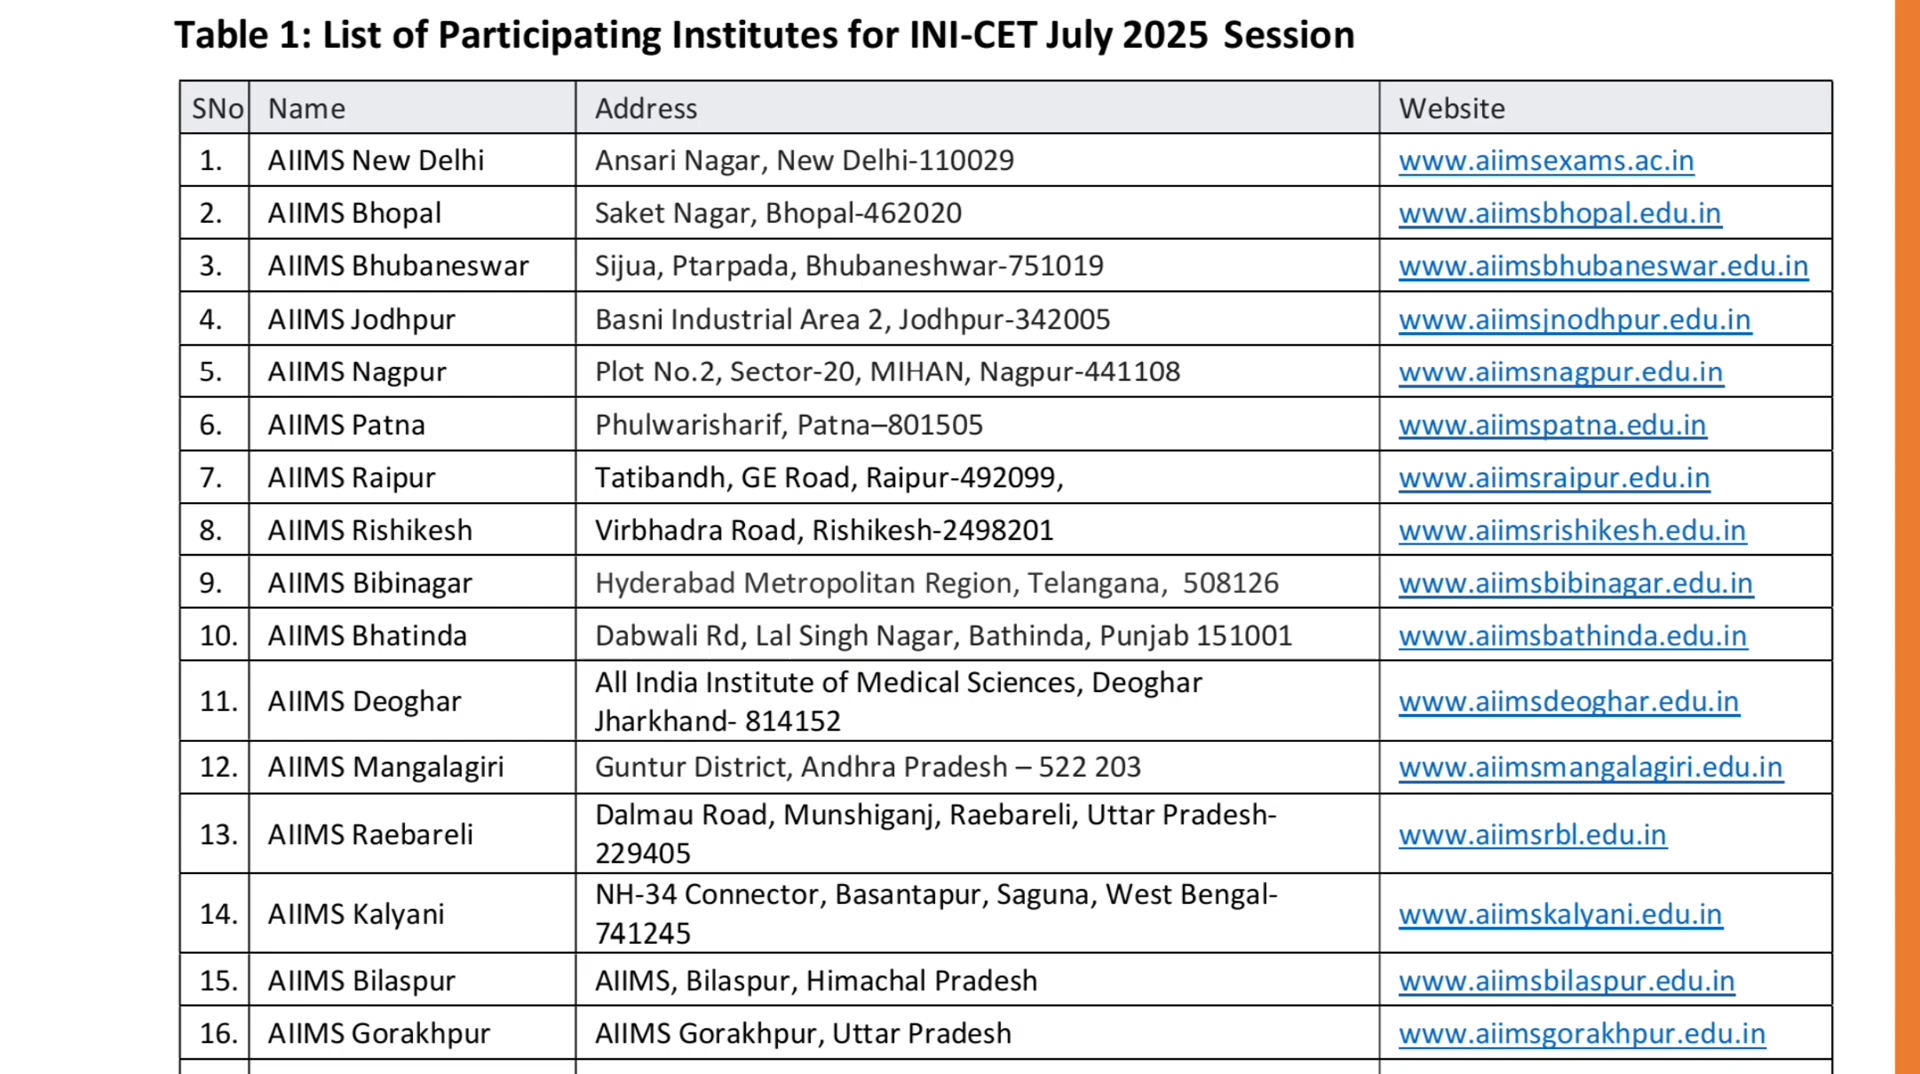 Table 1: List of Participating Institutes for INI-CET July 2025 Session
SNo Name Address Website
1. AIIMS New Delhi Ansari Nagar, New Delhi-110029 www.aiimsexams.ac.in
2. AIIMS Bhopal Saket Nagar, Bhopal-462020 www.aiimsbhopal.edu.in
3. AIIMS Bhubaneswar Sijua, Ptarpada, Bhubaneshwar-751019 www.aiimsbhubaneswar.edu.in
4. AIIMS Jodhpur Basni Industrial Area 2, Jodhpur-342005 www.aiimsjnodhpur.edu.in
5. AIIMS Nagpur Plot No.2, Sector-20, MIHAN, Nagpur-441108 www.aiimsnagpur.edu.in
6. AIIMS Patna Phulwarisharif, Patna–801505 www.aiimspatna.edu.in
7. AIIMS Raipur Tatibandh, GE Road, Raipur-492099, www.aiimsraipur.edu.in
8. AIIMS Rishikesh Virbhadra Road, Rishikesh-2498201 www.aiimsrishikesh.edu.in
9. AIIMS Bibinagar Hyderabad Metropolitan Region, Telangana, 508126 www.aiimsbibinagar.edu.in
10. AIIMS Bhatinda Dabwali Rd, Lal Singh Nagar, Bathinda, Punjab 151001 www.aiimsbathinda.edu.in
11. AIIMS Deoghar All India Institute of Medical Sciences, Deoghar
Jharkhand- 814152 www.aiimsdeoghar.edu.in
12. AIIMS Mangalagiri Guntur District, Andhra Pradesh – 522 203 www.aiimsmangalagiri.edu.in
13. AIIMS Raebareli Dalmau Road, Munshiganj, Raebareli, Uttar Pradesh-
229405 www.aiimsrbl.edu.in
14. AIIMS Kalyani NH-34 Connector, Basantapur, Saguna, West Bengal-
741245 www.aiimskalyani.edu.in
15. AIIMS Bilaspur AIIMS, Bilaspur, Himachal Pradesh www.aiimsbilaspur.edu.in
16. AIIMS Gorakhpur AIIMS Gorakhpur, Uttar Pradesh www.aiimsgorakhpur.edu.in